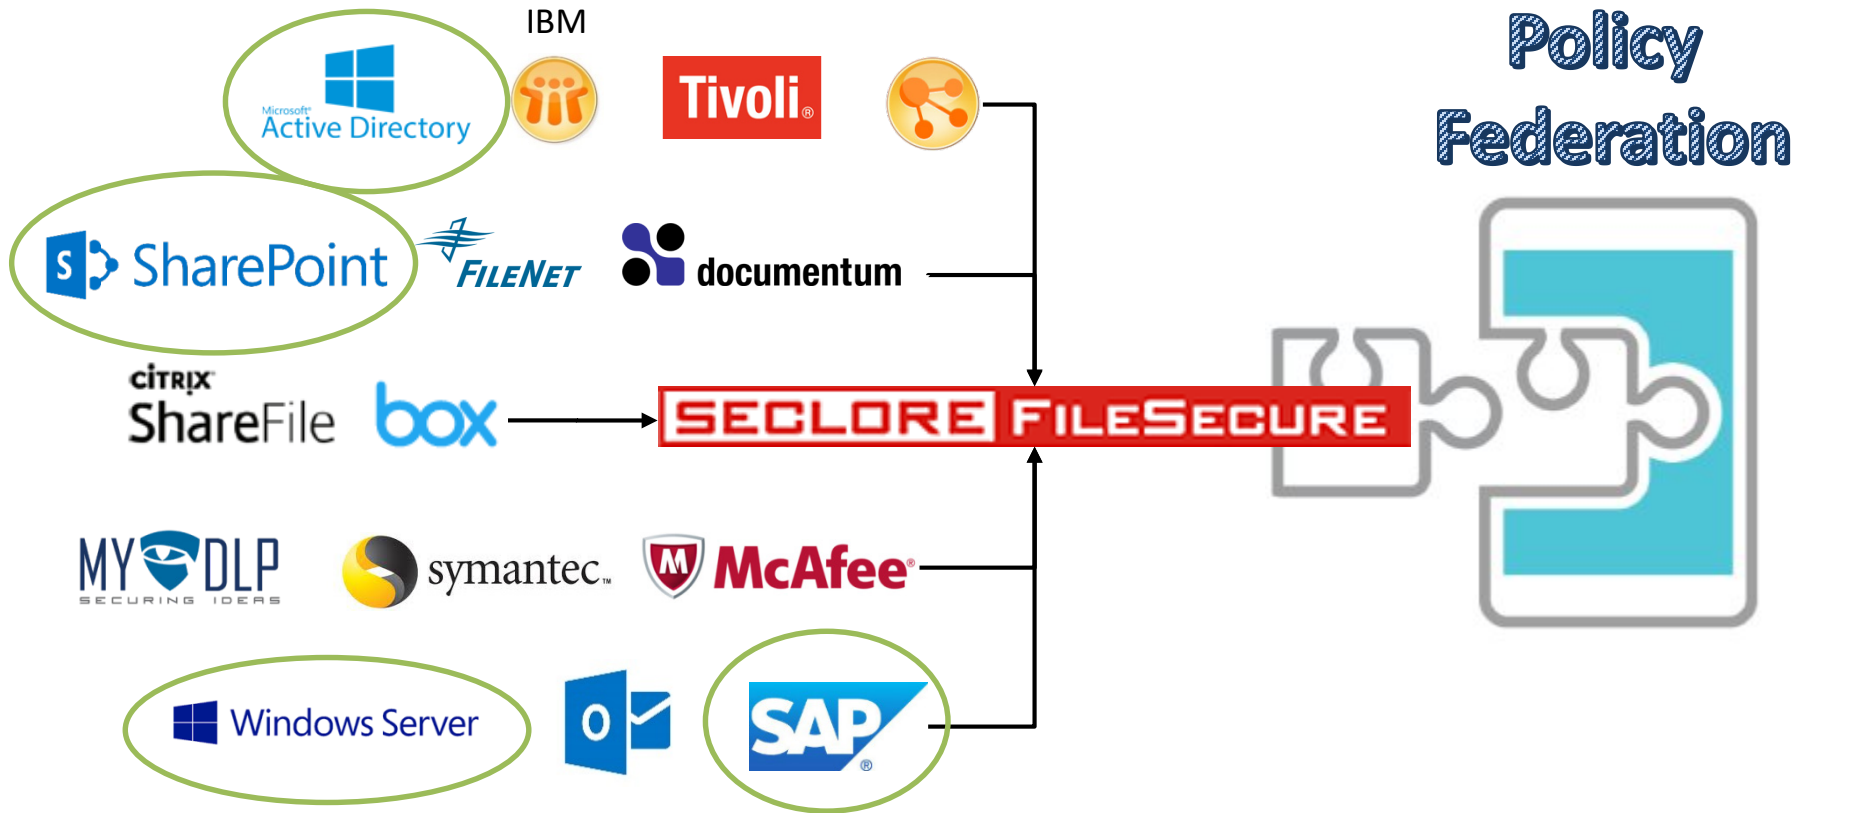 IBM
Policy
Federation
Microsoft®
Active Directory
Tivoli®
S SharePoint
FILENET
documentum
CITRIX®
ShareFile
box
SECLORE FILESECURE
MY DLP
SECURING IDEAS
symantec™
M McAfee®
Windows Server
O
SAP®